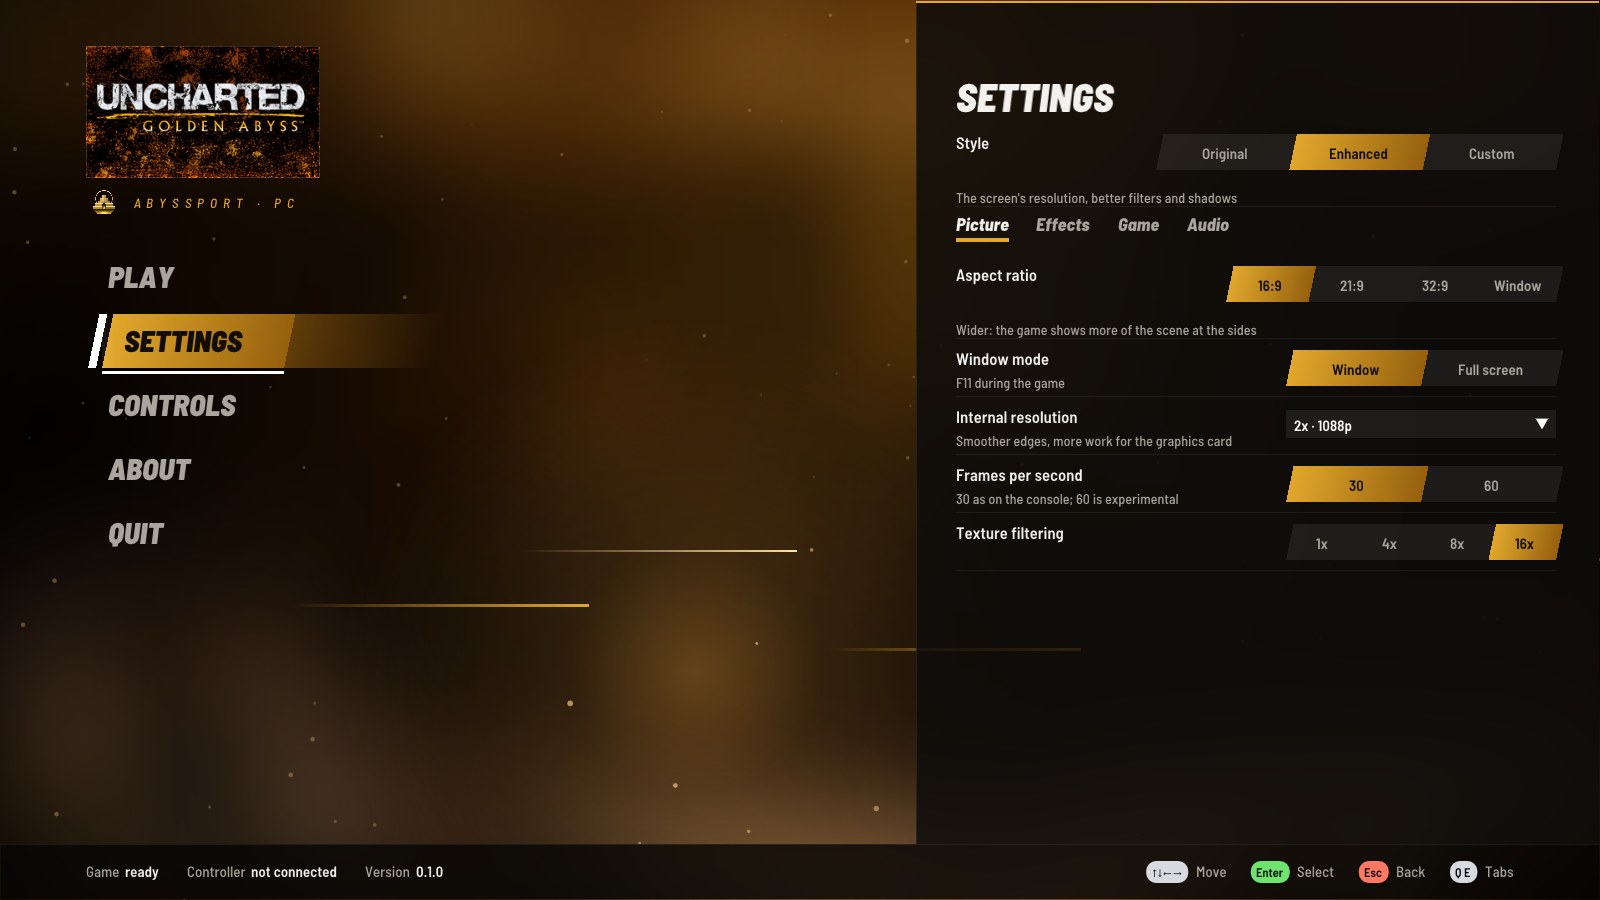 UNCHARTED
GOLDEN ABYSS
ABYSSPORT · PC
PLAY
SETTINGS
CONTROLS
ABOUT
QUIT
SETTINGS
Style Original Enhanced Custom
The screen's resolution, better filters and shadows
Picture Effects Game Audio
Aspect ratio 16:9 21:9 32:9 Window
Wider: the game shows more of the scene at the sides
Window mode Window Full screen
F11 during the game
Internal resolution 2x · 1088p
Smoother edges, more work for the graphics card
Frames per second 30 60
30 as on the console; 60 is experimental
Texture filtering 1x 4x 8x 16x
Game ready Controller not connected Version 0.1.0
↑↓←→ Move Enter Select Esc Back Q E Tabs